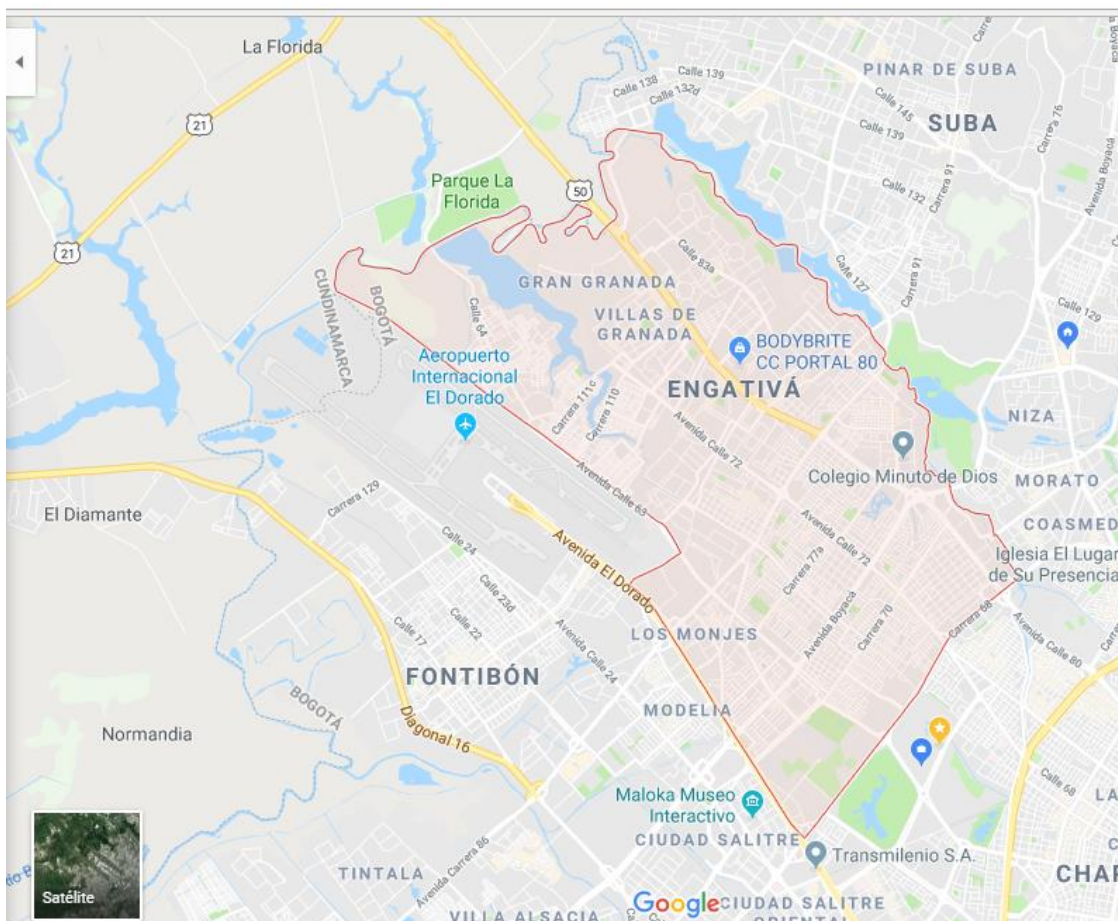 La Florida
Calle 138
Calle 139
Calle 132d
PINAR DE SUBA
Calle 145
Calle 139
SUBA
Carrera 76
Avenida Boyacá
21
Parque La
Florida
50
Carrera 91
Calle 132
21
Calle 83a
Calle 127
Carrera 91
CUNDINAMARCA
BOGOTÁ
GRAN GRANADA
Calle 64
VILLAS DE
GRANADA
Calle 129
BODYBRITE
CC PORTAL 80
Aeropuerto
Internacional
El Dorado
ENGATIVÁ
Carrera 111c
Carrera 110
NIZA
Avenida Calle 72
Colegio Minuto de Dios
MORATO
Avenida Calle 63
Carrera 129
El Diamante
COASMED
Calle 24
Avenida El Dorado
Avenida Calle 72
Carrera 77a
Iglesia El Lugar
de Su Presencia
Calle 23d
Avenida Boyacá
Carrera 70
Carrera 68
Calle 22
Calle 17
LOS MONJES
Avenida Calle 24
Avenida Calle 80
FONTIBÓN
BOGOTÁ
MODELIA
Diagonal 16
Normandia
Calle 68
Maloka Museo
Interactivo
CIUDAD SALITRE
Avenida Carrera 86
Transmilenio S.A.
TINTALA
CHAR
Satélite
Google
CIUDAD SALITRE
ORIENTAL
VILLA ALSACIA